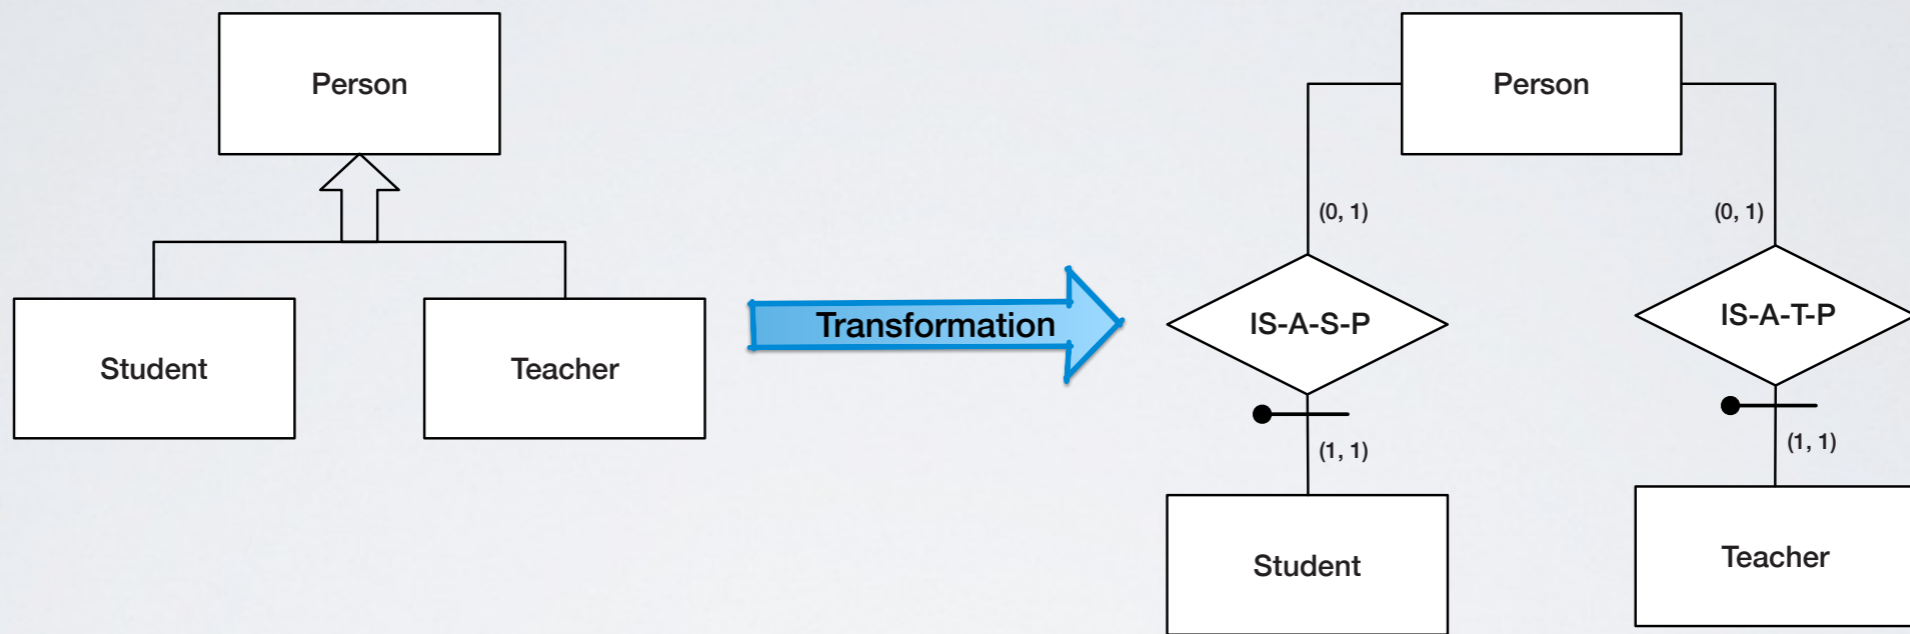 Person
Student
Teacher
Transformation
Person
(0, 1)
(0, 1)
IS-A-S-P
IS-A-T-P
(1, 1)
(1, 1)
Student
Teacher